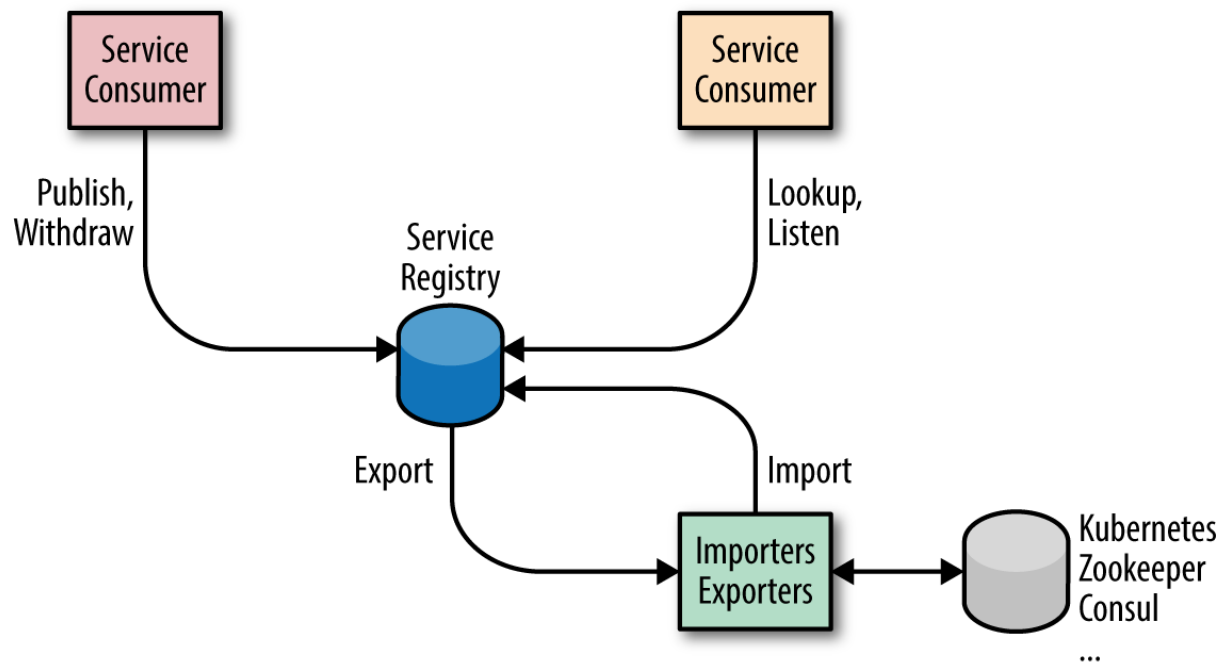 Service
Consumer
Service
Consumer
Publish,
Withdraw
Lookup,
Listen
Service
Registry
Export
Import
Importers
Exporters
Kubernetes
Zookeeper
Consul
...